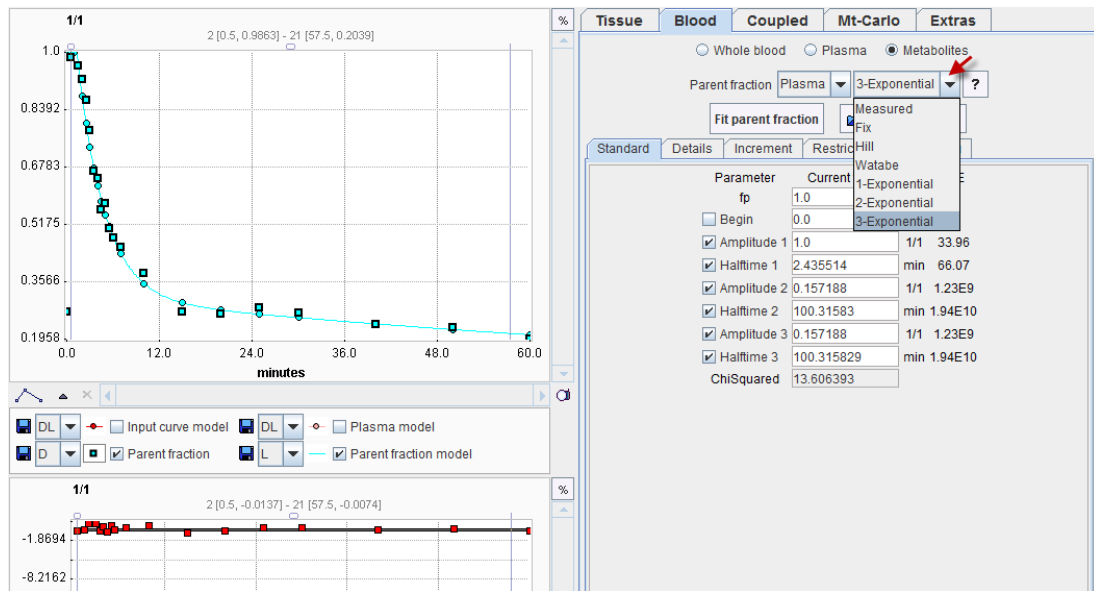 1/1
%
2 [0.5, 0.9863] - 21 [57.5, 0.2039]
1.0
0.8392
0.6783
0.5175
0.3566
0.1958
0.0 12.0 24.0 36.0 48.0 60.0
minutes
DL Input curve model DL Plasma model
D Parent fraction L Parent fraction model
1/1
%
2 [0.5, -0.0137] - 21 [57.5, -0.0074]
-1.8694
-8.2162
Tissue Blood Coupled Mt-Carlo Extras
Whole blood Plasma Metabolites
Parent fraction Plasma 3-Exponential ?
Fit parent fraction
Measured
Fix
Hill
Watabe
1-Exponential
2-Exponential
3-Exponential
Standard Details Increment
Parameter Current
fp 1.0
Begin 0.0
Amplitude 1 1.0 1/1 33.96
Halftime 1 2.435514 min 66.07
Amplitude 2 0.157188 1/1 1.23E9
Halftime 2 100.31583 min 1.94E10
Amplitude 3 0.157188 1/1 1.23E9
Halftime 3 100.315829 min 1.94E10
ChiSquared 13.606393